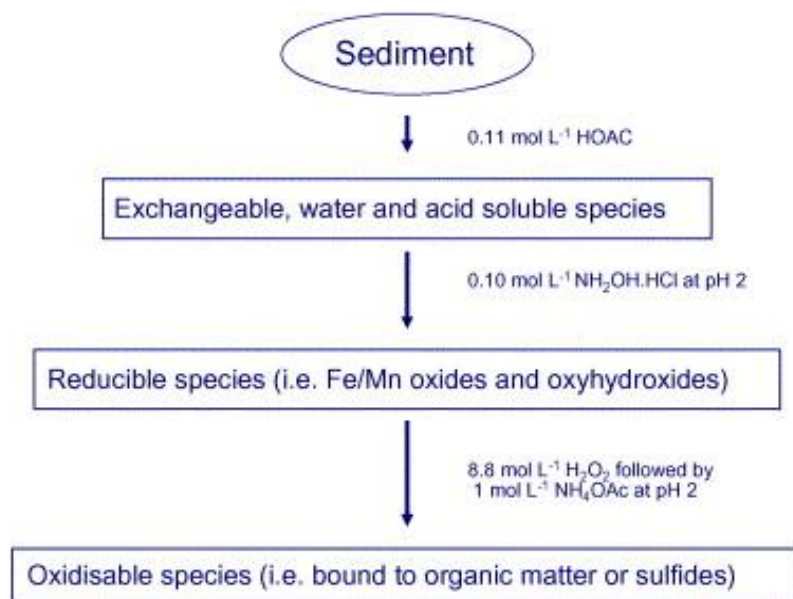 Sediment
0.11 mol L⁻¹ HOAC
Exchangeable, water and acid soluble species
0.10 mol L⁻¹ NH₂OH.HCl at pH 2
Reducible species (i.e. Fe/Mn oxides and oxyhydroxides)
8.8 mol L⁻¹ H₂O₂ followed by
1 mol L⁻¹ NH₄OAc at pH 2
Oxidisable species (i.e. bound to organic matter or sulfides)